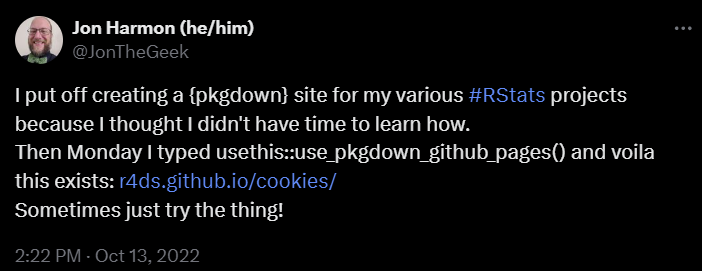 Jon Harmon (he/him)
@JonTheGeek
I put off creating a {pkgdown} site for my various #RStats projects
because I thought I didn't have time to learn how.
Then Monday I typed usethis::use_pkgdown_github_pages() and voila
this exists: r4ds.github.io/cookies/
Sometimes just try the thing!
2:22 PM · Oct 13, 2022